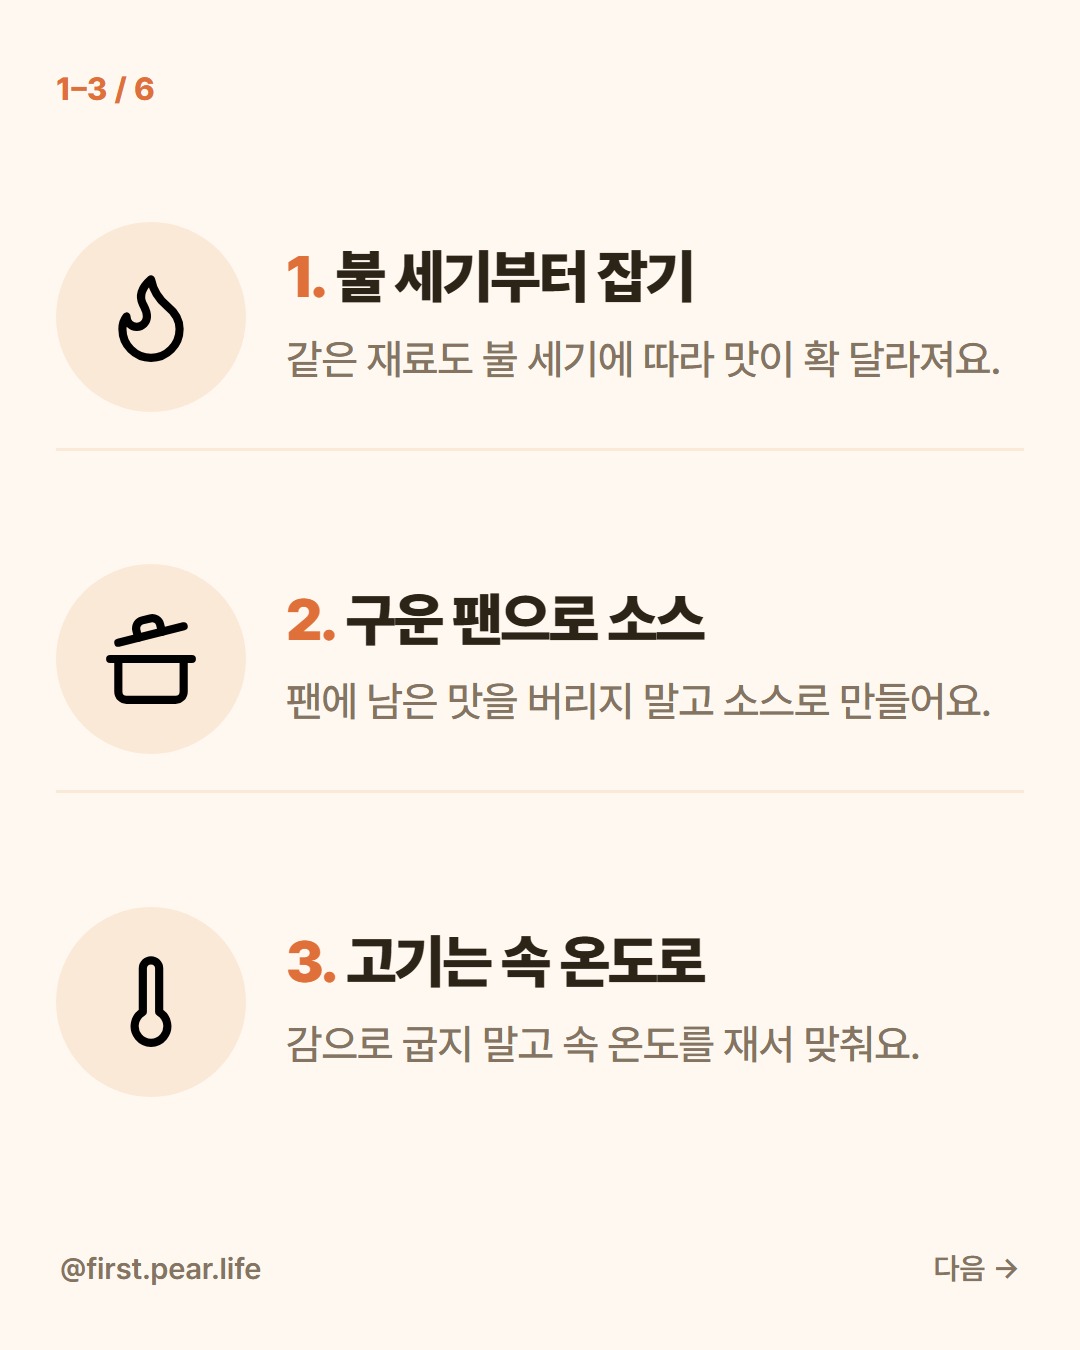 1–3 / 6
1. 불 세기부터 잡기
같은 재료도 불 세기에 따라 맛이 확 달라져요.
2. 구운 팬으로 소스
팬에 남은 맛을 버리지 말고 소스로 만들어요.
3. 고기는 속 온도로
감으로 굽지 말고 속 온도를 재서 맞춰요.
@first.pear.life
다음 →